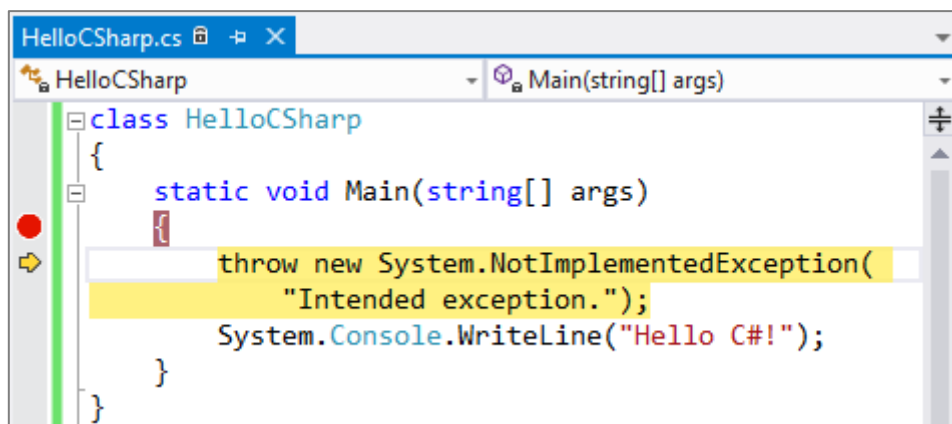 HelloCSharp.cs
HelloCSharp Main(string[] args)
class HelloCSharp
{
static void Main(string[] args)
{
throw new System.NotImplementedException(
"Intended exception.");
System.Console.WriteLine("Hello C#!");
}
}